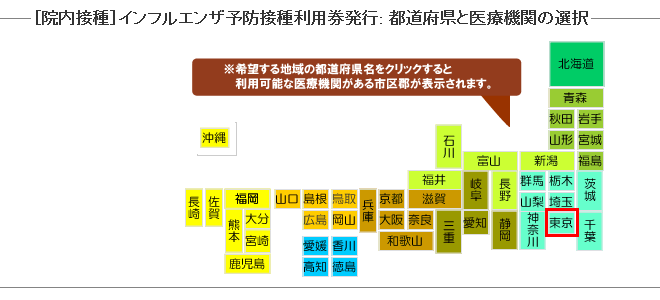 [院内接種]インフルエンザ予防接種利用券発行: 都道府県と医療機関の選択
※希望する地域の都道府県名をクリックすると
利用可能な医療機関がある市区郡が表示されます。
北海道
青森
秋田 岩手
山形 宮城
沖縄
石川
富山 新潟 福島
福井 岐阜 長野 群馬 栃木 茨城
長崎 佐賀 福岡 山口 島根 鳥取 兵庫 京都 滋賀 山梨 埼玉
熊本 大分 広島 岡山 大阪 奈良 三重 愛知 静岡 神奈川 東京 千葉
宮崎 愛媛 香川 和歌山
鹿児島 高知 徳島